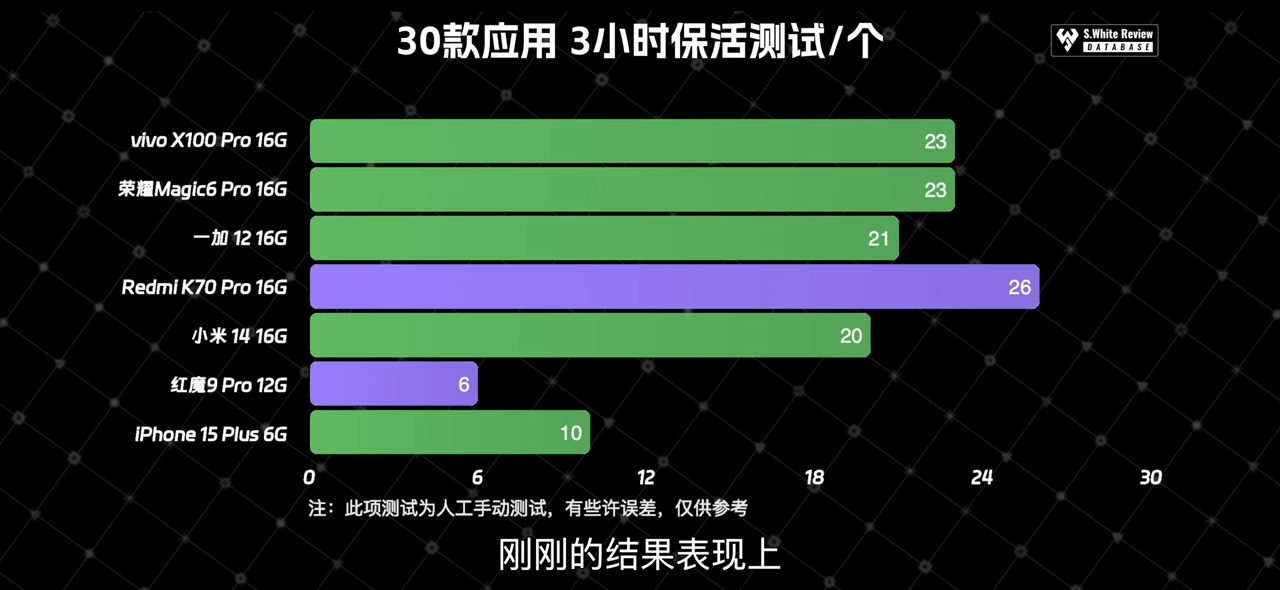 30款应用 3小时保活测试/个
S.White Review
DATABASE
vivo X100 Pro 16G
23
荣耀Magic6 Pro 16G
23
一加 12 16G
21
Redmi K70 Pro 16G
26
小米 14 16G
20
红魔9 Pro 12G
6
iPhone 15 Plus 6G
10
0 6 12 18 24 30
注：此项测试为人工手动测试，有些许误差，仅供参考
刚刚的结果表现上